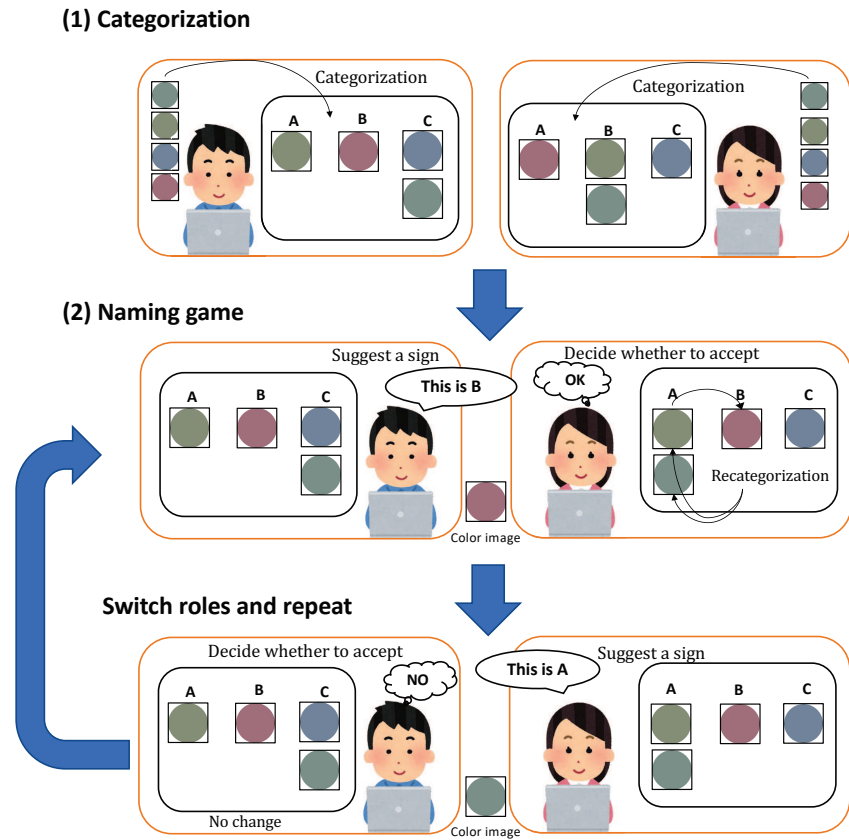 (1) Categorization
Categorization
A B C
Categorization
A B C
(2) Naming game
Suggest a sign
A B C
This is B
Color image
Decide whether to accept
OK
A B C
Recategorization
Switch roles and repeat
Decide whether to accept
A B C
NO
No change
Color image
Suggest a sign
This is A
A B C